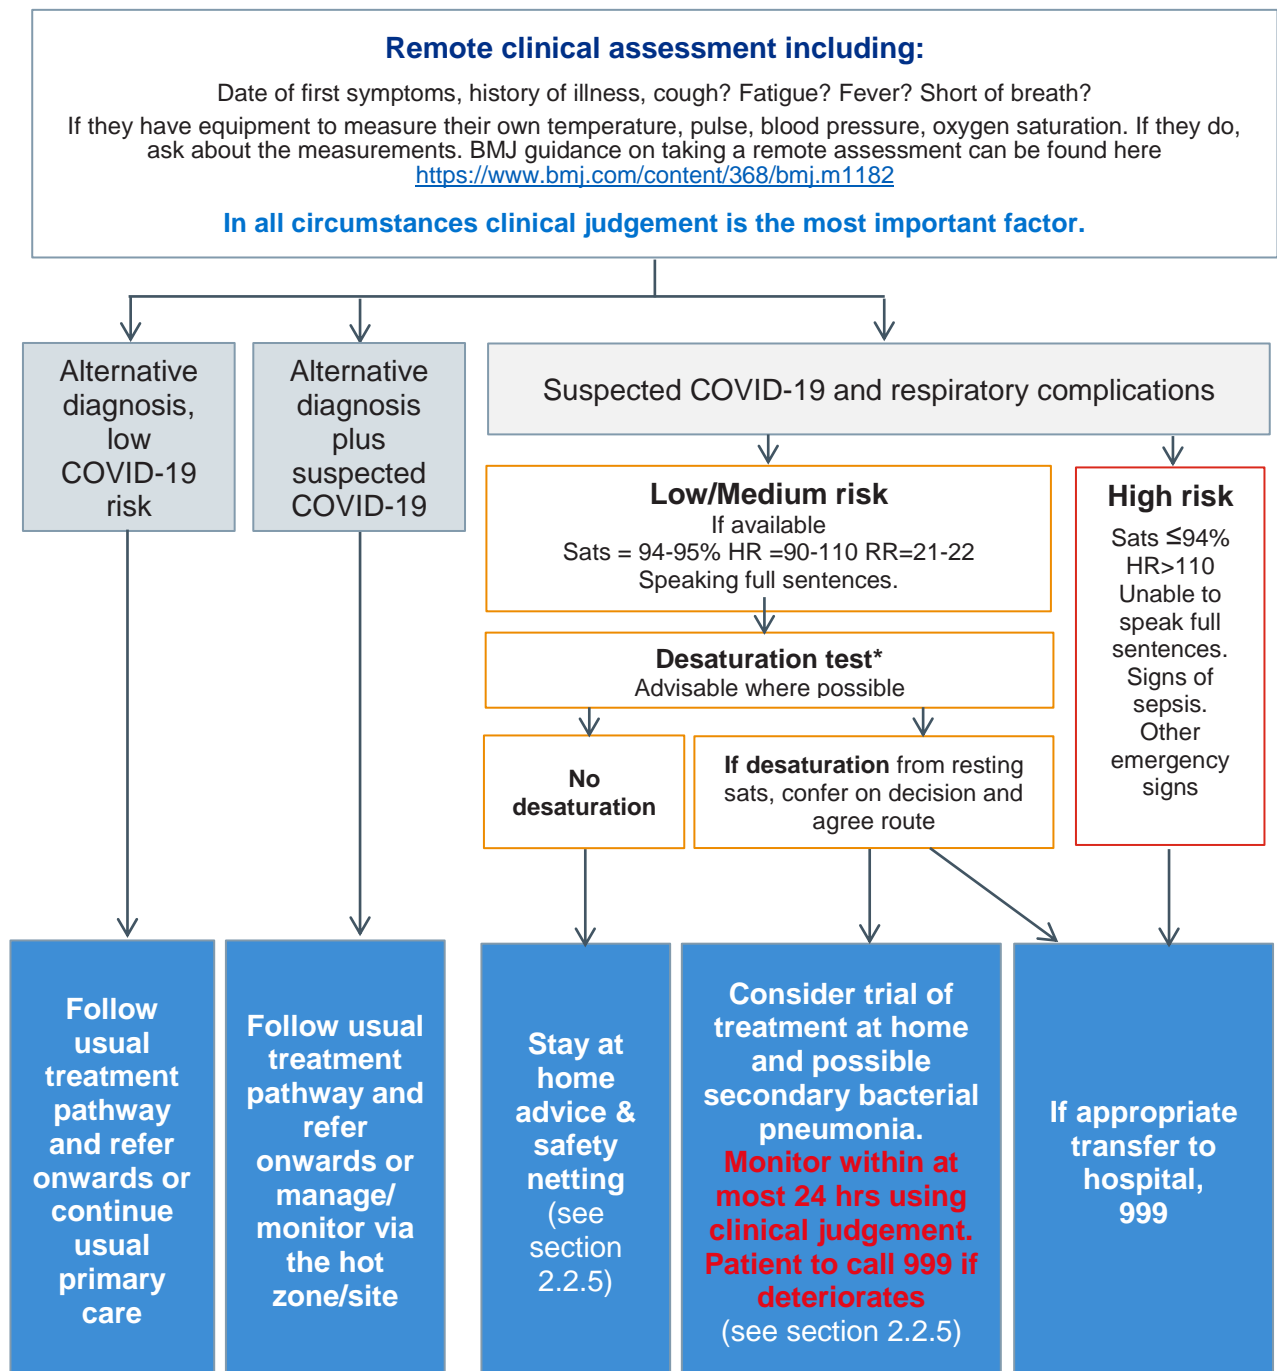 Remote clinical assessment including:
Date of first symptoms, history of illness, cough? Fatigue? Fever? Short of breath?
If they have equipment to measure their own temperature, pulse, blood pressure, oxygen saturation. If they do,
ask about the measurements. BMJ guidance on taking a remote assessment can be found here
https://www.bmj.com/content/368/bmj.m1182
In all circumstances clinical judgement is the most important factor.
Alternative
diagnosis,
low
COVID-19
risk
Alternative
diagnosis
plus
suspected
COVID-19
Suspected COVID-19 and respiratory complications
Low/Medium risk
If available
Sats = 94-95% HR =90-110 RR=21-22
Speaking full sentences.
High risk
Sats ≤94%
HR>110
Unable to
speak full
sentences.
Signs of
sepsis.
Other
emergency
signs
Desaturation test*
Advisable where possible
No
desaturation
If desaturation from resting
sats, confer on decision and
agree route
Follow
usual
treatment
pathway
and refer
onwards or
continue
usual
primary
care
Follow usual
treatment
pathway and
refer
onwards or
manage/
monitor via
the hot
zone/site
Stay at
home
advice &
safety
netting
(see
section
2.2.5)
Consider trial of
treatment at home
and possible
secondary bacterial
pneumonia.
Monitor within at
most 24 hrs using
clinical judgement.
Patient to call 999 if
deteriorates
(see section 2.2.5)
If appropriate
transfer to
hospital,
999